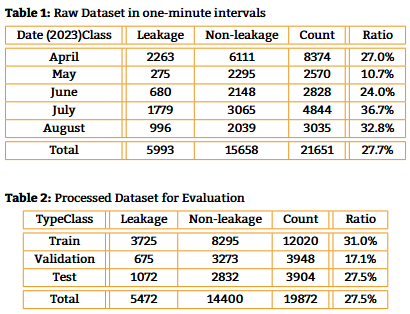 Table 1: Raw Dataset in one-minute intervals
Date (2023)Class Leakage Non-leakage Count Ratio
April 2263 6111 8374 27.0%
May 275 2295 2570 10.7%
June 680 2148 2828 24.0%
July 1779 3065 4844 36.7%
August 996 2039 3035 32.8%
Total 5993 15658 21651 27.7%
Table 2: Processed Dataset for Evaluation
TypeClass Leakage Non-leakage Count Ratio
Train 3725 8295 12020 31.0%
Validation 675 3273 3948 17.1%
Test 1072 2832 3904 27.5%
Total 5472 14400 19872 27.5%